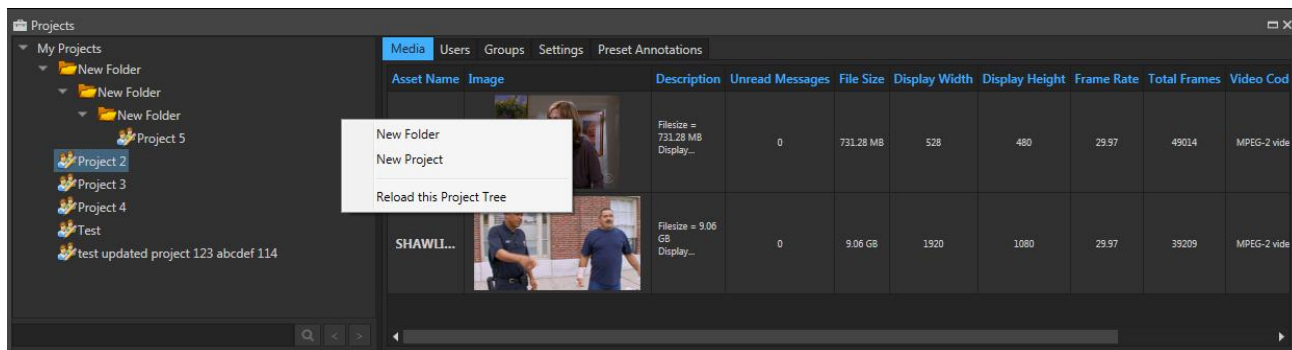 Projects
My Projects
New Folder
New Folder
New Folder
Project 5
Project 2
Project 3
Project 4
Test
test updated project 123 abcdef 114
Media Users Groups Settings Preset Annotations
Asset Name Image Description Unread Messages File Size Display Width Display Height Frame Rate Total Frames Video Cod
Filesize =
731.28 MB
Display...
0 731.28 MB 528 480 29.97 49014 MPEG-2 vide
New Folder
New Project
Reload this Project Tree
SHAWLI...
Filesize = 9.06
GB
Display...
0 9.06 GB 1920 1080 29.97 39209 MPEG-2 vide
< >